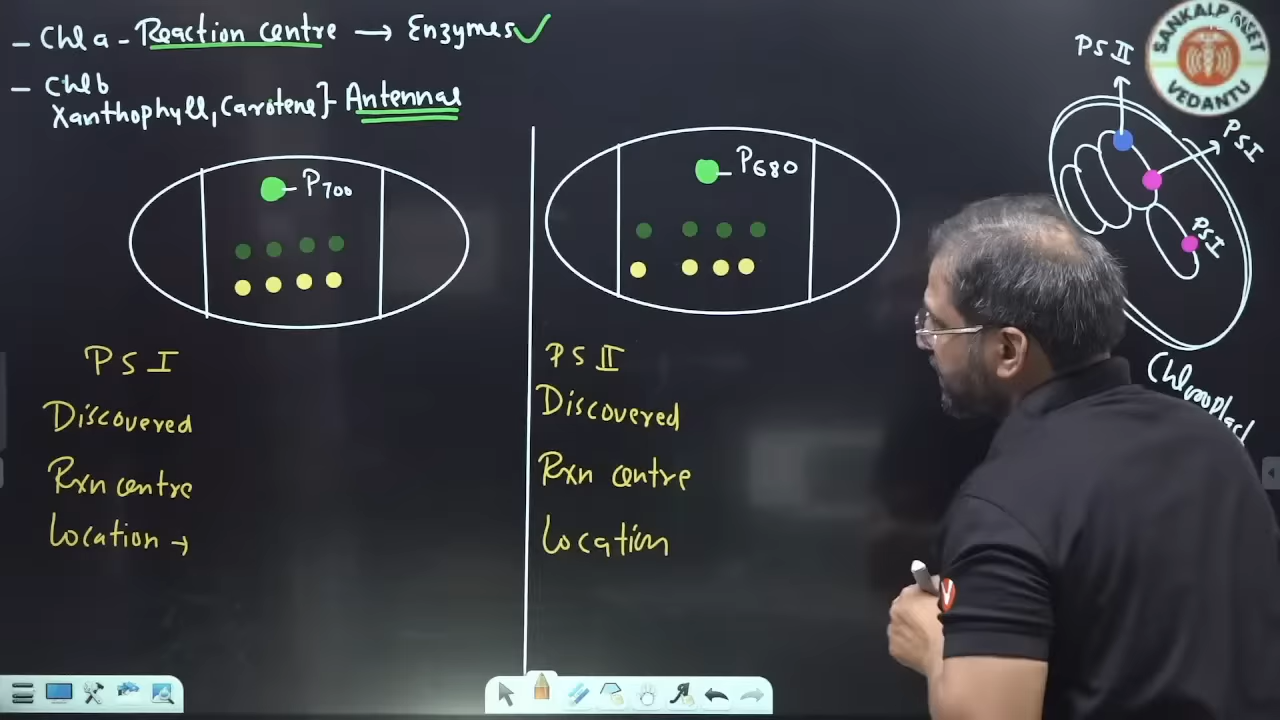 - Chl a - Reaction centre → Enzymes ✓
- Chl b
Xanthophyll, Carotene}- Antennal
P700
P680
PS II
PS I
PS I
Chloroplast
SANKALP NEET
VEDANTU
PS I
Discovered
Rxn centre
Location →
PS II
Discovered
Rxn centre
Location